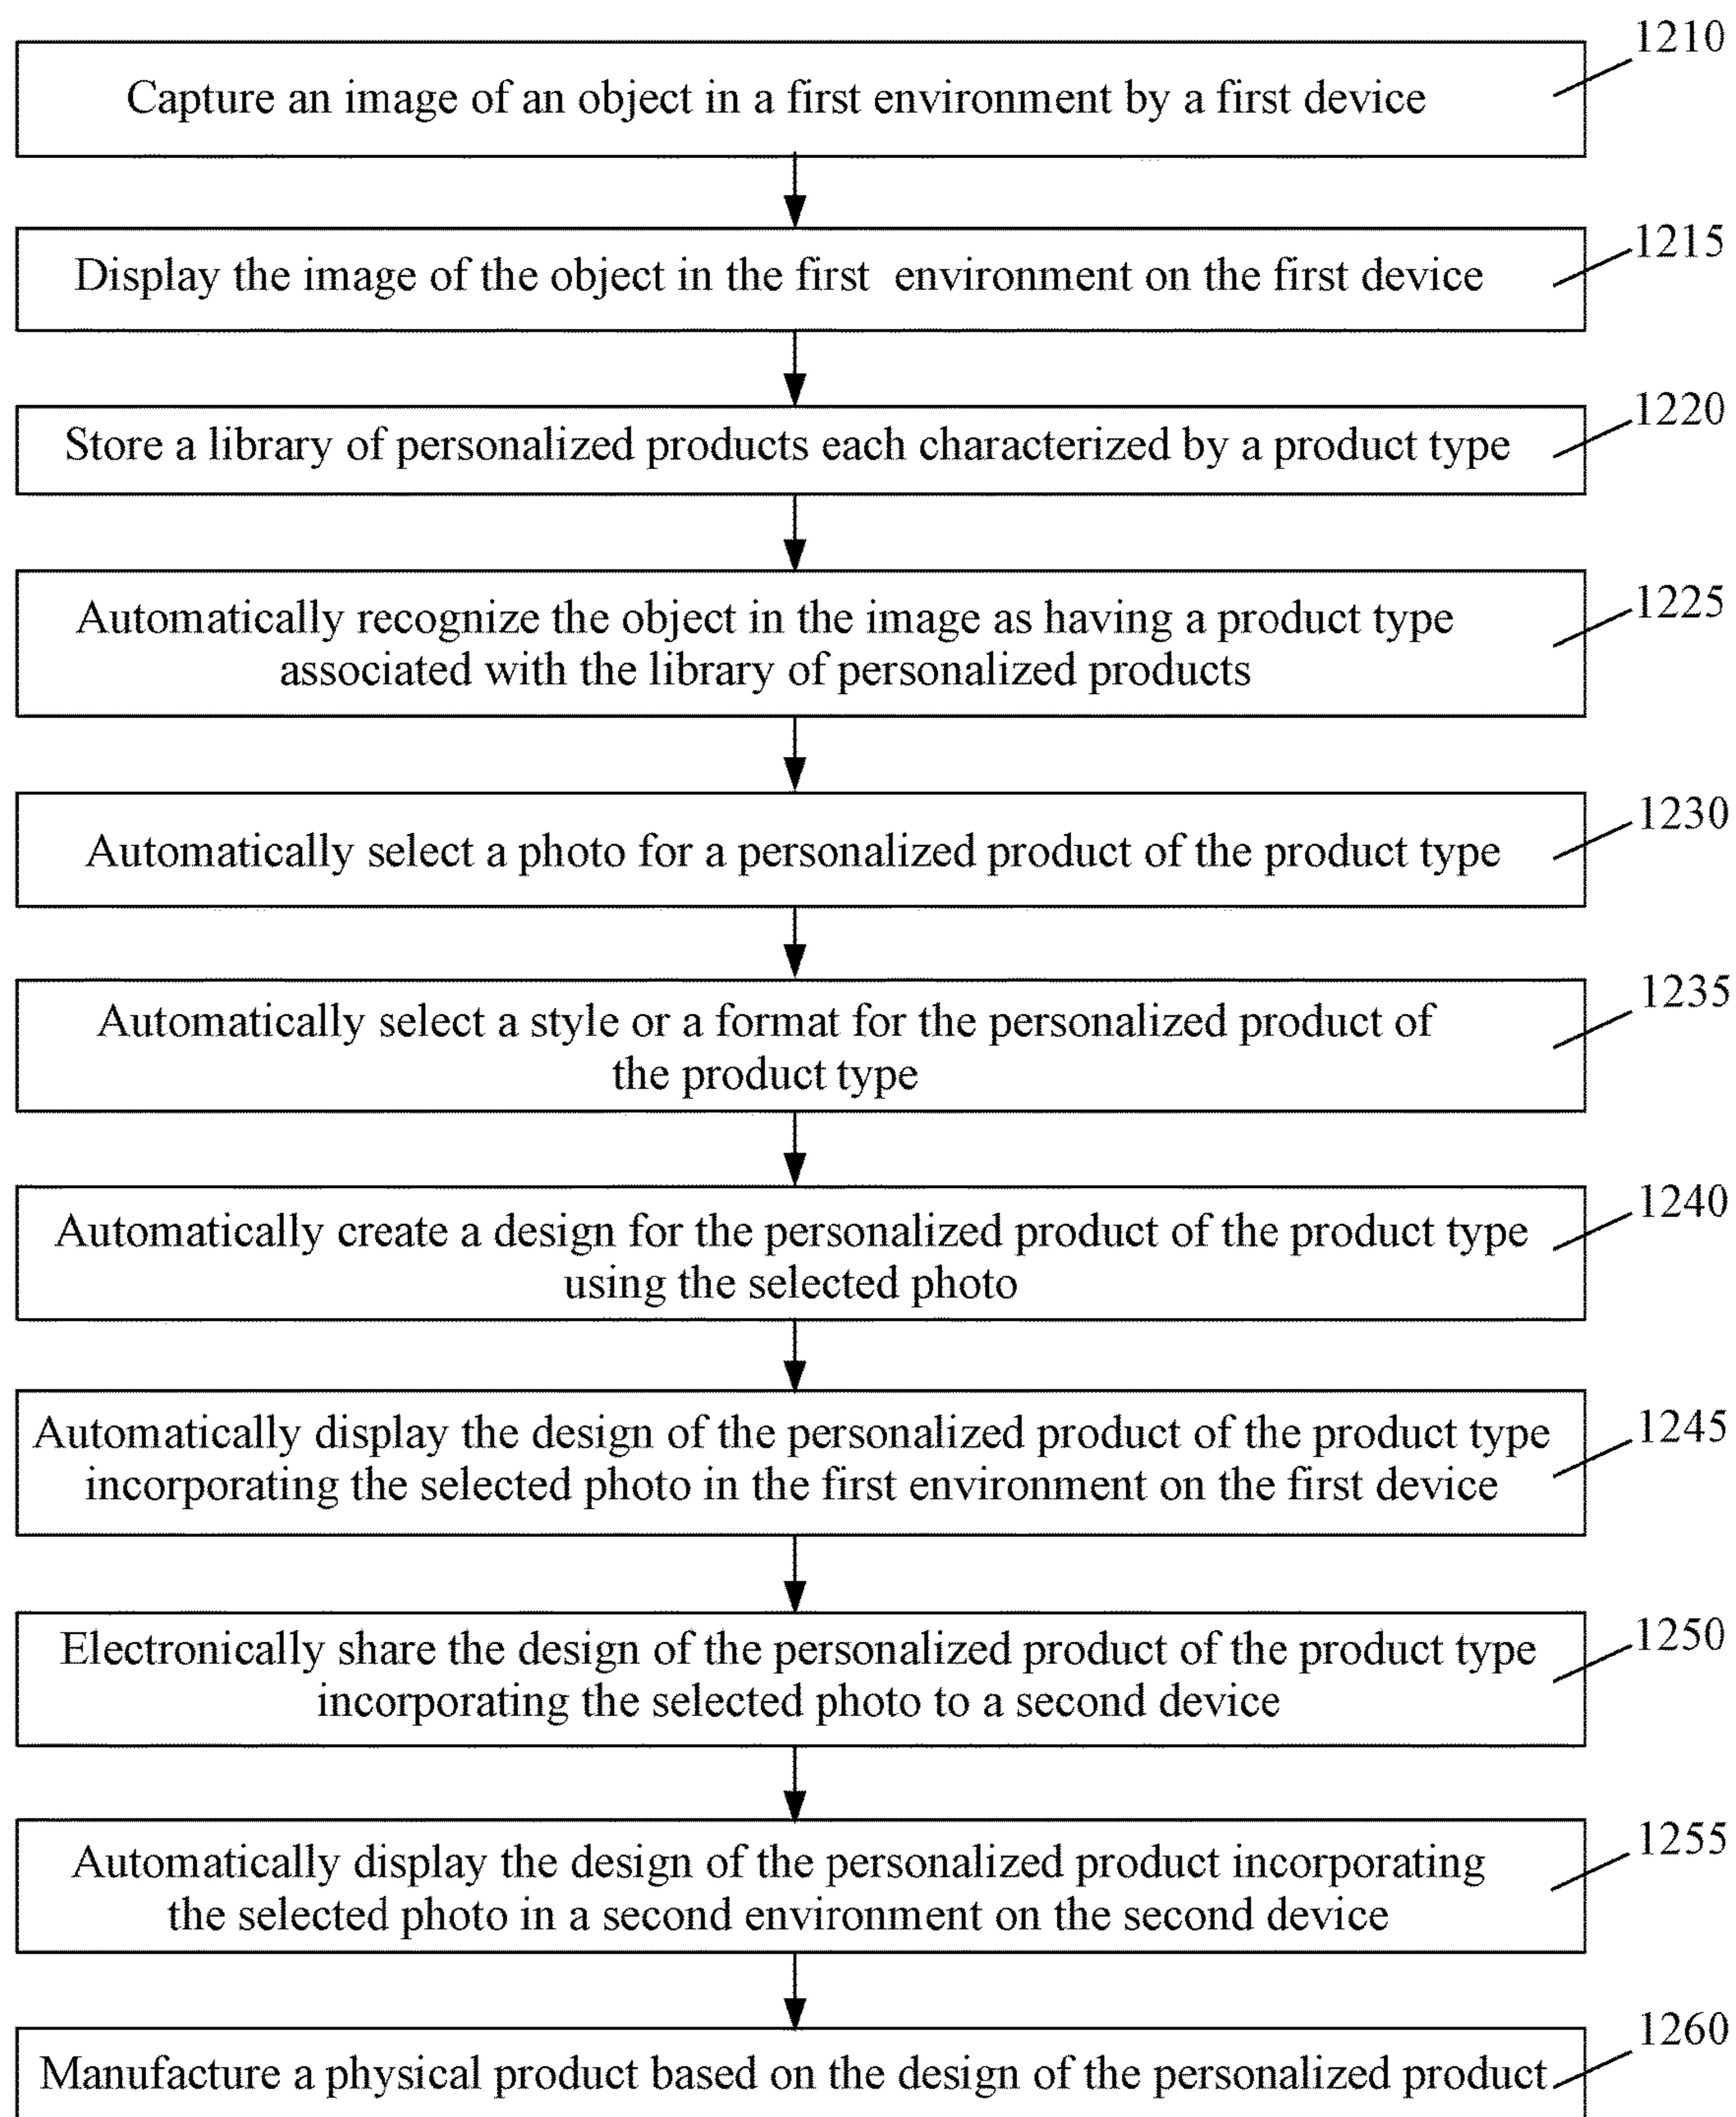 1210
Capture an image of an object in a first environment by a first device
1215
Display the image of the object in the first environment on the first device
1220
Store a library of personalized products each characterized by a product type
1225
Automatically recognize the object in the image as having a product type
associated with the library of personalized products
1230
Automatically select a photo for a personalized product of the product type
1235
Automatically select a style or a format for the personalized product of
the product type
1240
Automatically create a design for the personalized product of the product type
using the selected photo
1245
Automatically display the design of the personalized product of the product type
incorporating the selected photo in the first environment on the first device
1250
Electronically share the design of the personalized product of the product type
incorporating the selected photo to a second device
1255
Automatically display the design of the personalized product incorporating
the selected photo in a second environment on the second device
1260
Manufacture a physical product based on the design of the personalized product